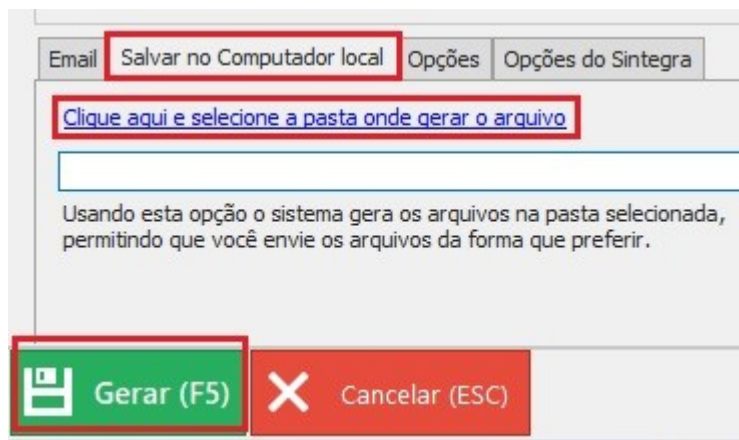 Email Salvar no Computador local Opções Opções do Sintegra
Clique aqui e selecione a pasta onde gerar o arquivo
Usando esta opção o sistema gera os arquivos na pasta selecionada,
permitindo que você envie os arquivos da forma que preferir.
Gerar (F5) Cancelar (ESC)